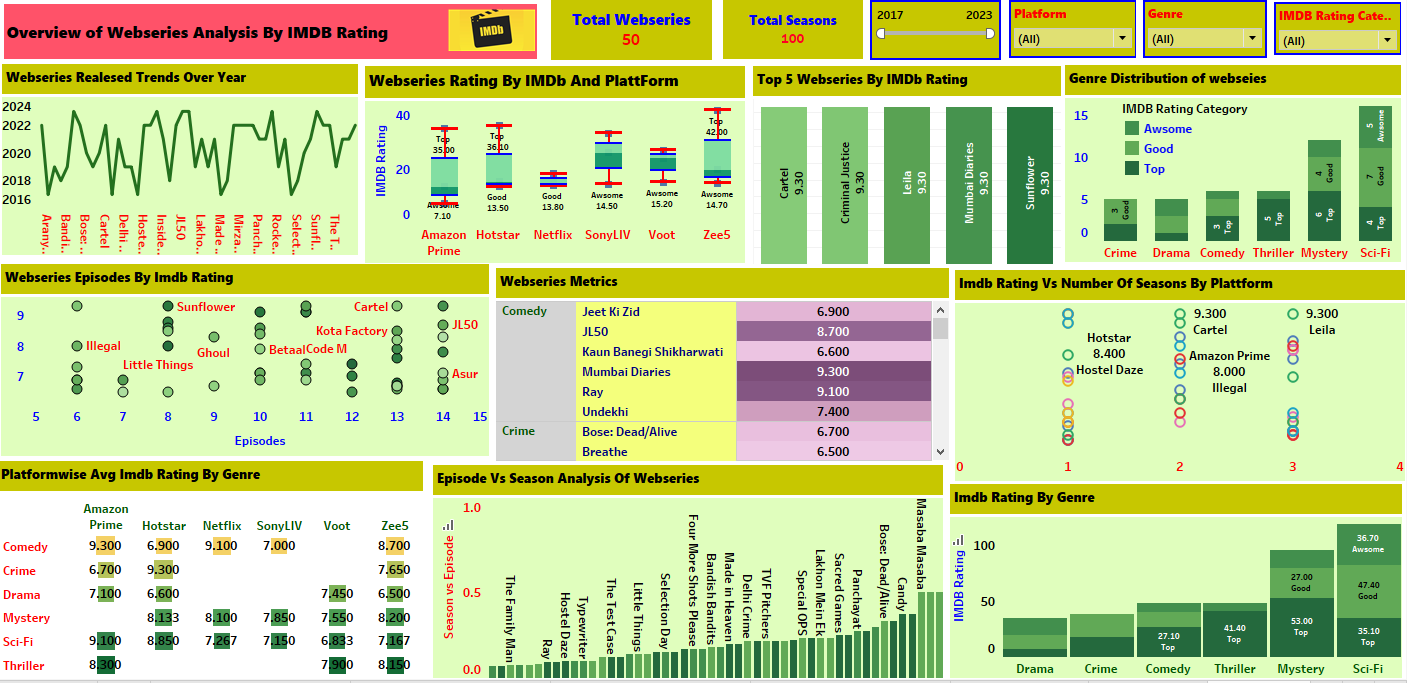 Overview of Webseries Analysis By IMDB Rating
IMDb
Total Webseries
50
Total Seasons
100
2017 2023
Platform
(All)
Genre
(All)
IMDB Rating Cate..
(All)
Webseries Realesed Trends Over Year
2024
2022
2020
2018
2016
Arany..
Bandi..
Bose: ..
Cartel
Delhi ..
Hoste..
Inside..
JL50
Lakho..
Made ..
Mirza..
Panch..
Rocke..
Select..
Sunfl..
The T..
Webseries Rating By IMDb And PlattForm
IMDB Rating
40
20
0
Top
35.00
Awsome
7.10
Top
36.10
Good
13.50
Good
13.80
Awsome
14.50
Awsome
15.20
Top
42.00
Awsome
14.70
Amazon Prime
Hotstar
Netflix
SonyLIV
Voot
Zee5
Top 5 Webseries By IMDb Rating
Cartel
9.30
Criminal Justice
9.30
Leila
9.30
Mumbai Diaries
9.30
Sunflower
9.30
Genre Distribution of webseies
IMDB Rating Category
Awsome
Good
Top
15
10
5
0
3
Good
3
Top
5
Top
4
Good
6
Top
5
Awsome
7
Good
4
Top
Crime Drama Comedy Thriller Mystery Sci-Fi
Webseries Episodes By Imdb Rating
9
8
7
Sunflower
Cartel
Kota Factory
JL50
Illegal
Little Things
Ghoul
Betaal
Code M
Asur
5 6 7 8 9 10 11 12 13 14 15
Episodes
Webseries Metrics
Comedy Jeet Ki Zid 6.900
JL50 8.700
Kaun Banegi Shikharwati 6.600
Mumbai Diaries 9.300
Ray 9.100
Undekhi 7.400
Crime Bose: Dead/Alive 6.700
Breathe 6.500
Imdb Rating Vs Number Of Seasons By Plattform
Hotstar
8.400
Hostel Daze
9.300
Cartel
Amazon Prime
8.000
Illegal
9.300
Leila
0 1 2 3 4
Platformwise Avg Imdb Rating By Genre
Amazon Prime Hotstar Netflix SonyLIV Voot Zee5
Comedy 9.300 6.900 9.100 7.000 8.700
Crime 6.700 9.300 7.650
Drama 7.100 6.600 7.450 6.500
Mystery 8.133 8.100 7.850 7.550 8.200
Sci-Fi 9.100 8.850 7.267 7.150 6.833 7.167
Thriller 8.300 7.900 8.150
Episode Vs Season Analysis Of Webseries
Season vs Episode
1.0
0.5
0.0
The Family Man
Ray
Hostel Daze
Typewriter
The Test Case
Little Things
Selection Day
Four More Shots Please
Bandish Bandits
Made in Heaven
Delhi Crime
TVF Pitchers
Special OPS
Lakhon Mein Ek
Sacred Games
Panchayat
Bose: Dead/Alive
Candy
Masaba Masaba
Imdb Rating By Genre
IMDB Rating
100
50
0
27.10
Top
41.40
Top
27.00
Good
53.00
Top
36.70
Awsome
47.40
Good
35.10
Top
Drama Crime Comedy Thriller Mystery Sci-Fi